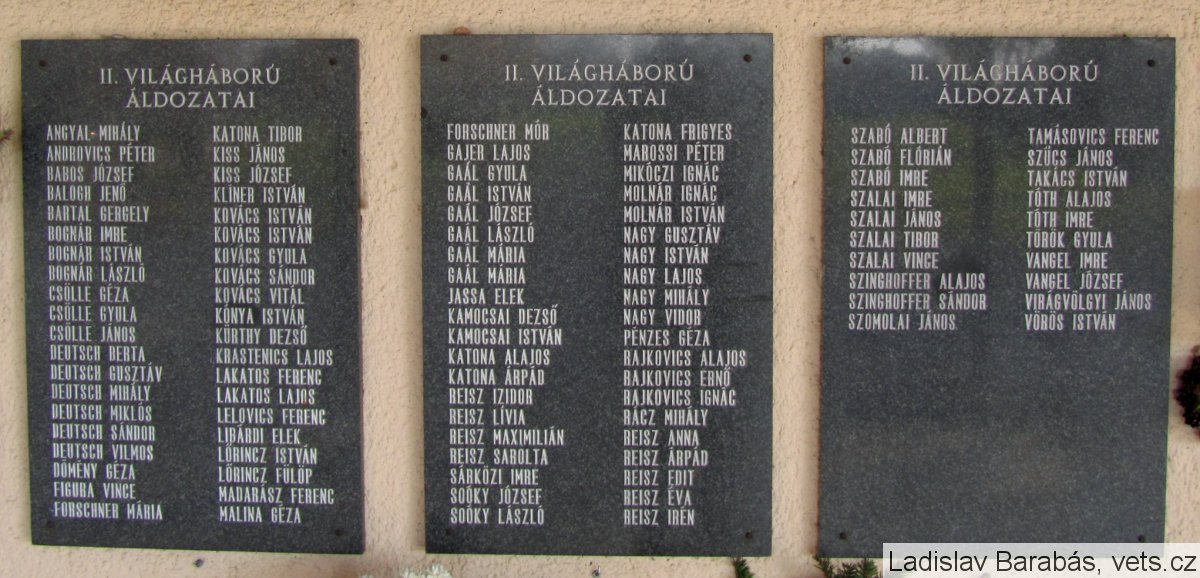 II. VILÁGHÁBORÚ
ÁLDOZATAI
ANGYAL MIHÁLY
ANDROVICS PÉTER
BABOS JÓZSEF
BALOGH JENŐ
BARTAL GERGELY
BOGNÁR IMRE
BOGNÁR ISTVÁN
BOGNÁR LÁSZLÓ
CSÖLLE GÉZA
CSÖLLE GYULA
CSÖLLE JÁNOS
DEUTSCH BERTA
DEUTSCH GUSZTÁV
DEUTSCH MIHÁLY
DEUTSCH MIKLÓS
DEUTSCH SÁNDOR
DEUTSCH VILMOS
DÖMÉNY GÉZA
FIGURA VINCE
FORSCHNER MÁRIA
KATONA TIBOR
KISS JÁNOS
KISS JÓZSEF
KLINER ISTVÁN
KOVÁCS ISTVÁN
KOVÁCS ISTVÁN
KOVÁCS GYULA
KOVÁCS SÁNDOR
KOVÁCS VITÁL
KÓNYA ISTVÁN
KÜRTHY DEZSŐ
KRASTENICS LAJOS
LAKATOS FERENC
LAKATOS LAJOS
LELOVICS FERENC
LIBÁRDI ELEK
LŐRINCZ ISTVÁN
LŐRINCZ FÜLÖP
MADARÁSZ FERENC
MALINA GÉZA
II. VILÁGHÁBORÚ
ÁLDOZATAI
FORSCHNER MÓR
GAJER LAJOS
GAÁL GYULA
GAÁL ISTVÁN
GAÁL JÓZSEF
GAÁL LÁSZLÓ
GAÁL MÁRIA
GAÁL MÁRIA
JASSA ELEK
KAMOCSAI DEZSŐ
KAMOCSAI ISTVÁN
KATONA ALAJOS
KATONA ÁRPÁD
REISZ IZIDOR
REISZ LÍVIA
REISZ MAXIMILIÁN
REISZ SAROLTA
SÁRKÖZI IMRE
SOÓKY JÓZSEF
SOÓKY LÁSZLÓ
KATONA FRIGYES
MAROSSI PÉTER
MIKÓCZI IGNÁC
MOLNÁR IGNÁC
MOLNÁR ISTVÁN
NAGY GUSZTÁV
NAGY ISTVÁN
NAGY LAJOS
NAGY MIHÁLY
NAGY VIDOR
PÉNZES GÉZA
RAJKOVICS ALAJOS
RAJKOVICS ERNŐ
RAJKOVICS IGNÁC
RÁCZ MIHÁLY
REISZ ANNA
REISZ ÁRPÁD
REISZ EDIT
REISZ ÉVA
REISZ IRÉN
II. VILÁGHÁBORÚ
ÁLDOZATAI
SZABÓ ALBERT
SZABÓ FLÓRIÁN
SZABÓ IMRE
SZALAI IMRE
SZALAI JÁNOS
SZALAI TIBOR
SZALAI VINCE
SZINGHOFFER ALAJOS
SZINGHOFFER SÁNDOR
SZOMOLAI JÁNOS
TAMÁSOVICS FERENC
SZŰCS JÁNOS
TAKÁCS ISTVÁN
TÓTH ALAJOS
TÓTH IMRE
TÖRÖK GYULA
VANGEL IMRE
VANGEL JÓZSEF
VIRÁGVÖLGYI JÁNOS
VÖRÖS ISTVÁN
Ladislav Barabás, vets.cz